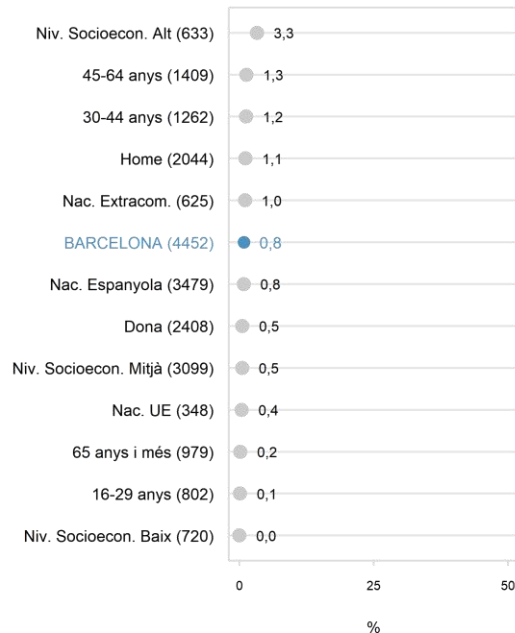 Niv. Socioecon. Alt (633) 3,3
45-64 anys (1409) 1,3
30-44 anys (1262) 1,2
Home (2044) 1,1
Nac. Extracom. (625) 1,0
BARCELONA (4452) 0,8
Nac. Espanyola (3479) 0,8
Dona (2408) 0,5
Niv. Socioecon. Mitjà (3099) 0,5
Nac. UE (348) 0,4
65 anys i més (979) 0,2
16-29 anys (802) 0,1
Niv. Socioecon. Baix (720) 0,0
0 25 50
%